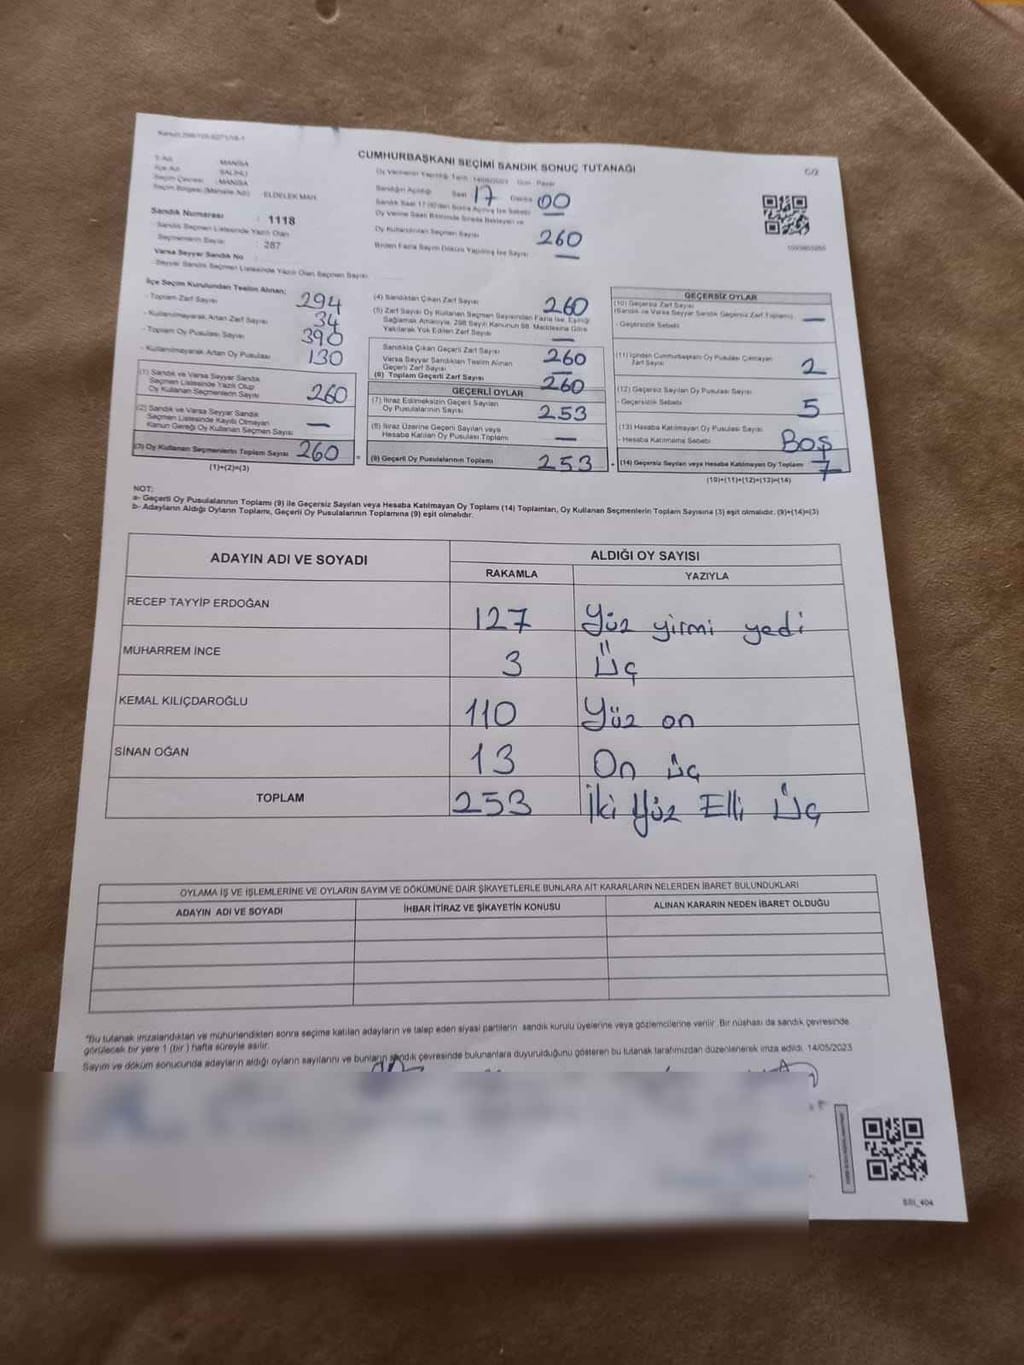 CUMHURBAŞKANI SEÇİMİ SANDIK SONUÇ TUTANAĞI
İlçe Adı : SALİHLİ
Seçim Çevresi : MANİSA
Seçim Bölgesi (Mahalle Adı) : ELDELEK MAH.
Sandık Numarası : 1118
Sandık Seçmen Listesinde Yazılı Olan
Seçmenlerin Sayısı : 287
Varsa Seyyar Sandık No
Seyyar Sandık Seçmen Listesinde Yazılı Olan Seçmen Sayısı
Oy Vermenin Yapıldığı Tarih : 14/05/2023 Gün : Pazar
Sandığın Açıldığı Saat 17 Dakika 00
Oy Kullandırılan Seçmen Sayısı 260
Birden Fazla Sayım Döküm Yapılmış İse Sayısı —
İlçe Seçim Kurulundan Teslim Alınan:
- Toplam Zarf Sayısı 294
- Kullanılmayarak Artan Zarf Sayısı 34
- Toplam Oy Pusulası Sayısı 390
- Kullanılmayarak Artan Oy Pusulası 130
(1) Sandık ve Varsa Seyyar Sandık
Seçmen Listesinde Yazılı Olup
Oy Kullanan Seçmenlerin Sayısı 260
(2) Sandık ve Varsa Seyyar Sandık
Seçmen Listesinde Kayıtlı Olmayan
Kanun Gereği Oy Kullanan Seçmen Sayısı —
(3) Oy Kullanan Seçmenlerin Toplam Sayısı 260
(1)+(2)=(3)
(4) Sandıktan Çıkan Zarf Sayısı 260
(5) Zarf Sayısı Oy Kullanan Seçmen Sayısından Fazla İse, Eşitliği
Sağlamak Amacıyla, 298 Sayılı Kanunun 98. Maddesine Göre
Yakılarak Yok Edilen Zarf Sayısı —
Sandıkta Çıkan Geçerli Zarf Sayısı 260
Varsa Seyyar Sandıktan Teslim Alınan
Geçerli Zarf Sayısı —
(6) Toplam Geçerli Zarf Sayısı 260
GEÇERLİ OYLAR
(7) İtiraz Edilmeksizin Geçerli Sayılan
Oy Pusulalarının Sayısı 253
(8) İtiraz Üzerine Geçerli Sayılan veya
Hesaba Katılan Oy Pusulası Toplamı —
(9) Geçerli Oy Pusulalarının Toplamı 253
GEÇERSİZ OYLAR
(10) Geçersiz Zarf Sayısı
(Sandık ve Varsa Seyyar Sandık Geçersiz Zarf Toplamı) —
- Geçersizlik Sebebi
(11) İçinden Cumhurbaşkanı Oy Pusulası Çıkmayan
Zarf Sayısı 2
(12) Geçersiz Sayılan Oy Pusulası Sayısı
- Geçersizlik Sebebi 5
(13) Hesaba Katılmayan Oy Pusulası Sayısı
- Hesaba Katılmama Sebebi Boş
(14) Geçersiz Sayılan veya Hesaba Katılmayan Oy Toplamı 7
(10)+(11)+(12)+(13)=(14)
NOT:
a- Geçerli Oy Pusulalarının Toplamı (9) ile Geçersiz Sayılan veya Hesaba Katılmayan Oy Toplamı (14) Toplamları, Oy Kullanan Seçmenlerin Toplam Sayısına (3) eşit olmalıdır. (9)+(14)=(3)
b- Adayların Aldığı Oyların Toplamı, Geçerli Oy Pusulalarının Toplamına (9) eşit olmalıdır.
ADAYIN ADI VE SOYADI ALDIĞI OY SAYISI
RAKAMLA YAZIYLA
RECEP TAYYİP ERDOĞAN 127 Yüz yirmi yedi
MUHARREM İNCE 3 Üç
KEMAL KILIÇDAROĞLU 110 Yüz on
SİNAN OĞAN 13 On üç
TOPLAM 253 İki Yüz Elli Üç
OYLAMA İŞ VE İŞLEMLERİNE VE OYLARIN SAYIM VE DÖKÜMÜNE DAİR ŞİKAYETLERLE BUNLARA AİT KARARLARIN NELERDEN İBARET BULUNDUKLARI
ADAYIN ADI VE SOYADI İHBAR İTİRAZ VE ŞİKAYETİN KONUSU ALINAN KARARIN NEDEN İBARET OLDUĞU
"Bu tutanak imzalandıktan ve mühürlendikten sonra seçime katılan adayların ve talep eden siyasi partilerin sandık kurulu üyelerine veya gözlemcilerine verilir. Bir nüshası da sandık çevresinde
görülecek bir yere 1 (bir) hafta süreyle asılır.
Sayım ve döküm sonucunda adayların aldığı oyların sayılarını ve bunların sandık çevresinde bulunanlara duyurulduğunu gösteren bu tutanak tarafımızdan düzenlenerek imza edildi. 14/05/2023